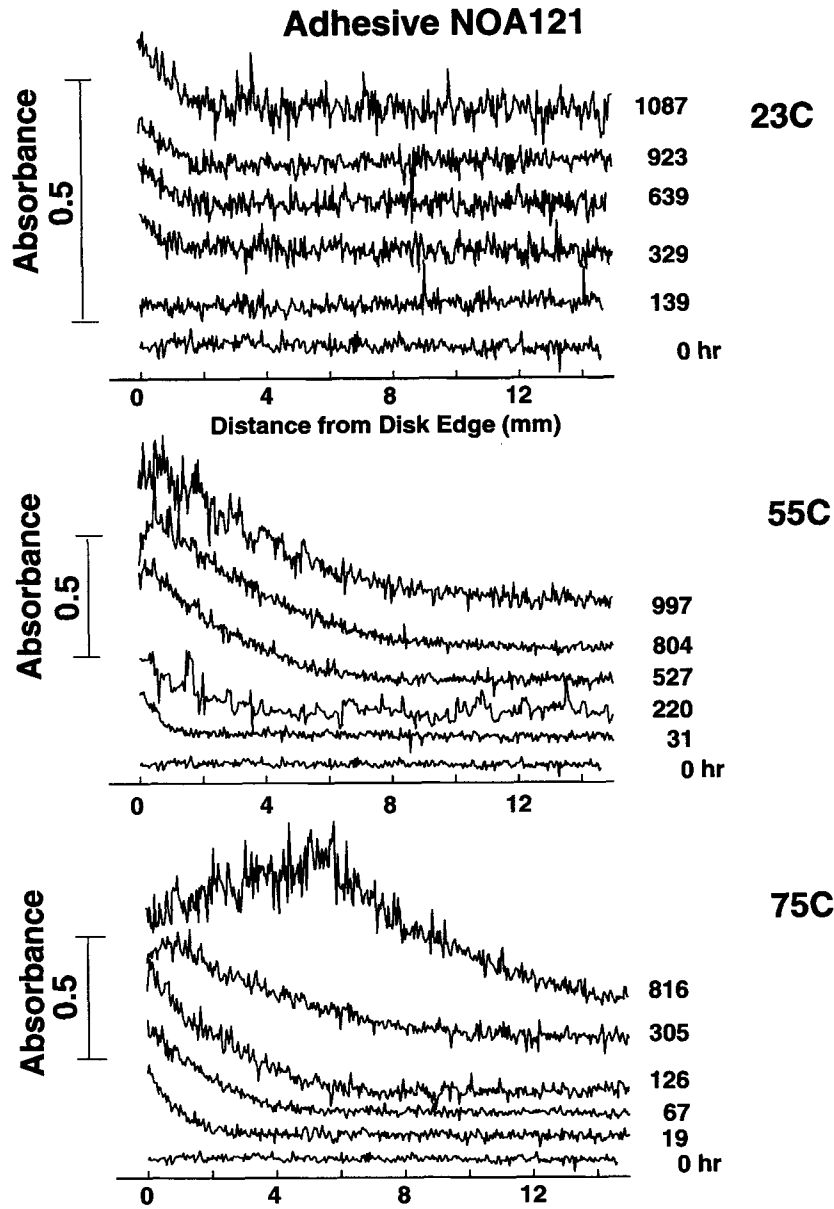 Adhesive NOA121
Absorbance
0.5
1087
23C
923
639
329
139
0 hr
0 4 8 12
Distance from Disk Edge (mm)
Absorbance
0.5
55C
997
804
527
220
31
0 hr
0 4 8 12
Absorbance
0.5
75C
816
305
126
67
19
0 hr
0 4 8 12